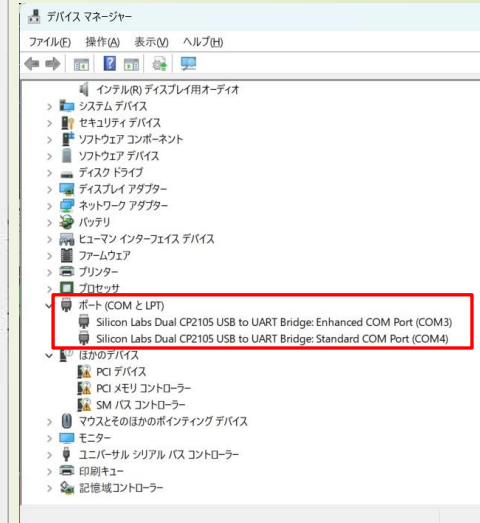 デバイス マネージャー
ファイル(F) 操作(A) 表示(V) ヘルプ(H)
インテル(R) ディスプレイ用オーディオ
システム デバイス
セキュリティ デバイス
ソフトウェア コンポーネント
ソフトウェア デバイス
ディスク ドライブ
ディスプレイ アダプター
ネットワーク アダプター
バッテリ
ヒューマン インターフェイス デバイス
ファームウェア
プリンター
プロセッサ
ポート (COM と LPT)
Silicon Labs Dual CP2105 USB to UART Bridge: Enhanced COM Port (COM3)
Silicon Labs Dual CP2105 USB to UART Bridge: Standard COM Port (COM4)
ほかのデバイス
PCI デバイス
PCI メモリ コントローラー
SM バス コントローラー
マウスとそのほかのポインティング デバイス
モニター
ユニバーサル シリアル バス コントローラー
印刷キュー
記憶域コントローラー